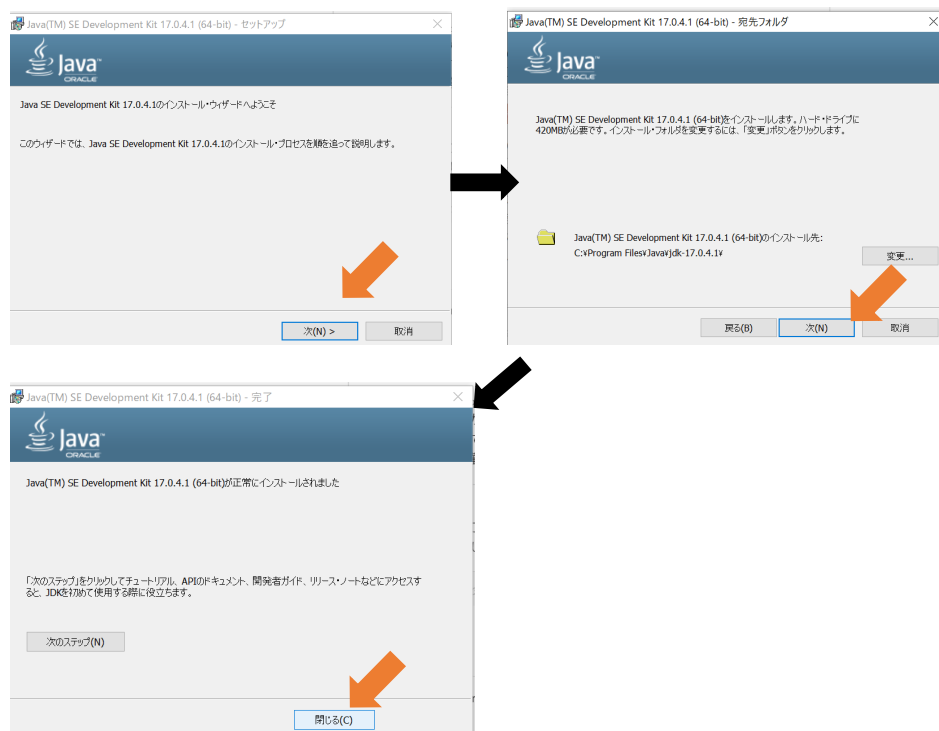 Java(TM) SE Development Kit 17.0.4.1 (64-bit) - セットアップ
Java
ORACLE
Java SE Development Kit 17.0.4.1のインストール・ウィザードへようこそ
このウィザードでは、Java SE Development Kit 17.0.4.1のインストール・プロセスを順を追って説明します。
次(N) >
取消
Java(TM) SE Development Kit 17.0.4.1 (64-bit) - 宛先フォルダ
Java
ORACLE
Java(TM) SE Development Kit 17.0.4.1 (64-bit)をインストールします。ハード・ドライブに
420MBが必要です。インストール・フォルダを変更するには、「変更」ボタンをクリックします。
Java(TM) SE Development Kit 17.0.4.1 (64-bit)のインストール先:
C:¥Program Files¥Java¥jdk-17.0.4.1¥
変更...
戻る(B)
次(N)
取消
Java(TM) SE Development Kit 17.0.4.1 (64-bit) - 完了
Java
ORACLE
Java(TM) SE Development Kit 17.0.4.1 (64-bit)が正常にインストールされました
「次のステップ」をクリックしてチュートリアル、APIのドキュメント、開発者ガイド、リリース・ノートなどにアクセスす
ると、JDKを初めて使用する際に役立ちます。
次のステップ(N)
閉じる(C)